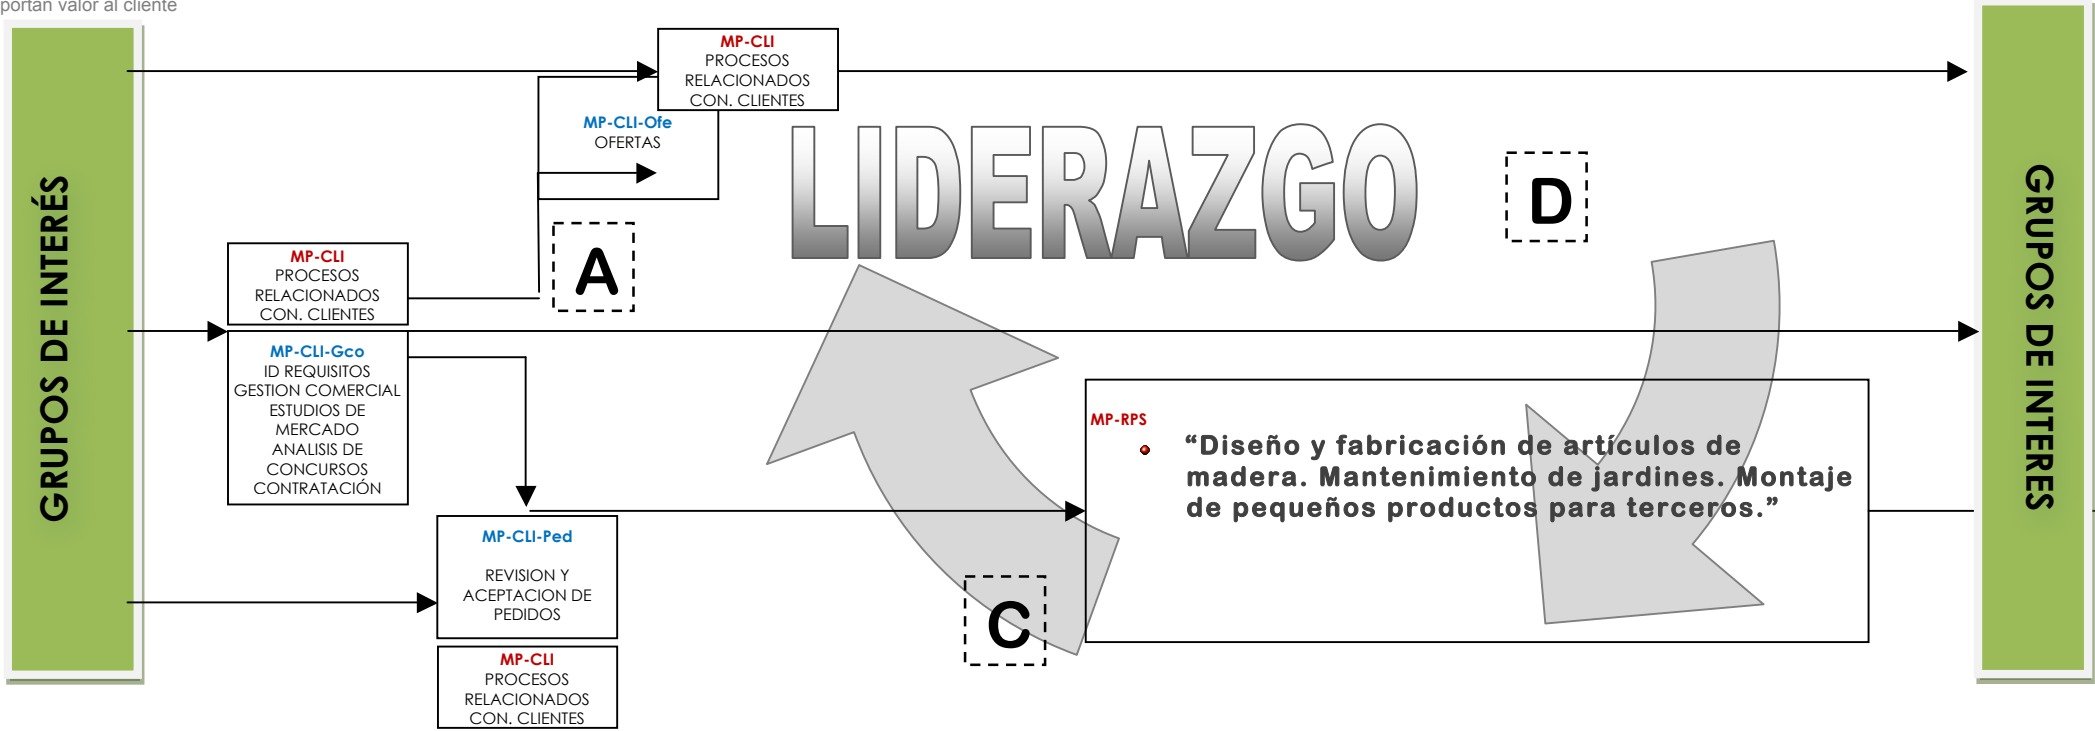 portan valor al cliente
GRUPOS DE INTERÉS
MP-CLI
PROCESOS
RELACIONADOS
CON. CLIENTES
MP-CLI-Ofe
OFERTAS
LIDERAZGO
D
A
MP-CLI
PROCESOS
RELACIONADOS
CON. CLIENTES
MP-CLI-Gco
ID REQUISITOS
GESTION COMERCIAL
ESTUDIOS DE
MERCADO
ANALISIS DE
CONCURSOS
CONTRATACIÓN
MP-RPS
“Diseño y fabricación de artículos de
madera. Mantenimiento de jardines. Montaje
de pequeños productos para terceros.”
MP-CLI-Ped
REVISION Y
ACEPTACION DE
PEDIDOS
C
MP-CLI
PROCESOS
RELACIONADOS
CON. CLIENTES
GRUPOS DE INTERES